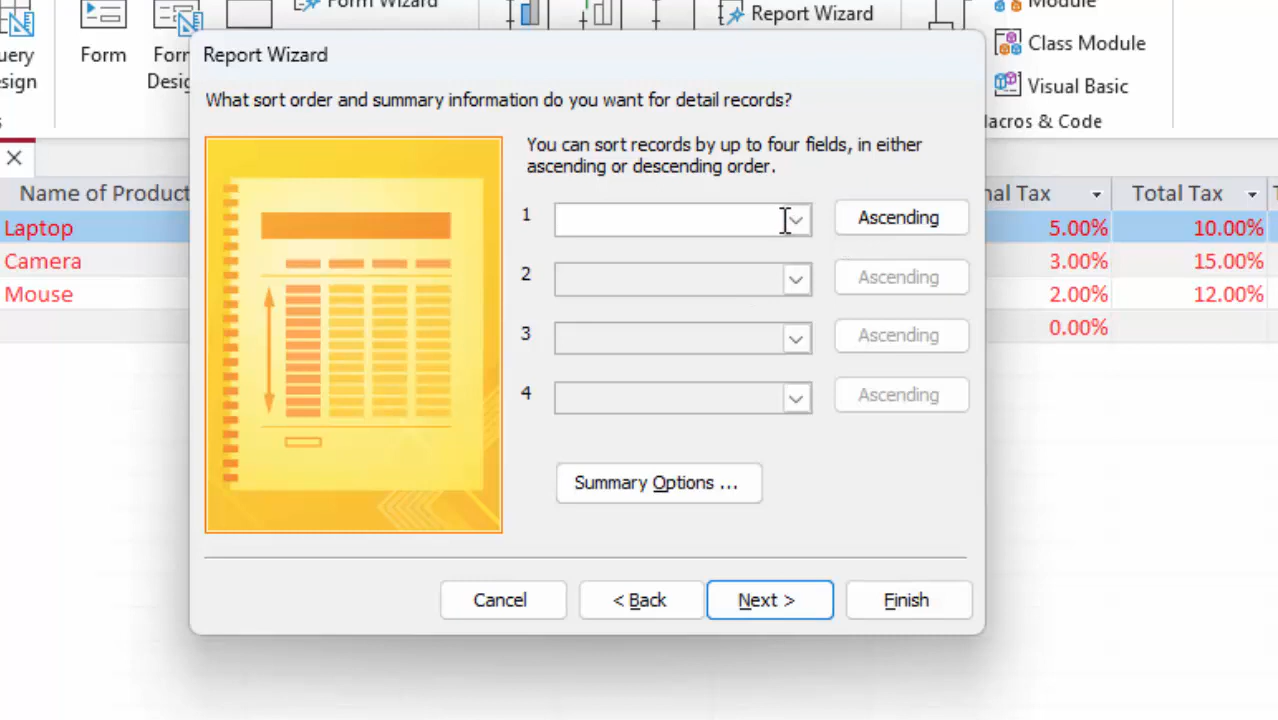 Form Wizard
Report Wizard
Module
Form
Form
Class Module
Desig
Visual Basic
Macros & Code
Report Wizard
What sort order and summary information do you want for detail records?
You can sort records by up to four fields, in either
ascending or descending order.
1 Ascending
2 Ascending
3 Ascending
4 Ascending
Summary Options ...
Cancel < Back Next > Finish
Name of Product
nal Tax Total Tax
Laptop 5.00% 10.00%
Camera 3.00% 15.00%
Mouse 2.00% 12.00%
0.00%